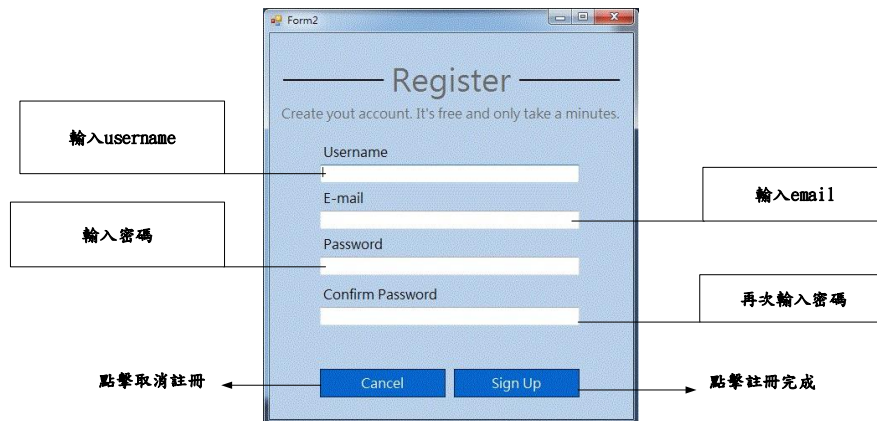 Form2
Register
Create yout account. It's free and only take a minutes.
輸入username
Username
E-mail
輸入email
輸入密碼
Password
Confirm Password
再次輸入密碼
點擊取消註冊
Cancel
Sign Up
點擊註冊完成